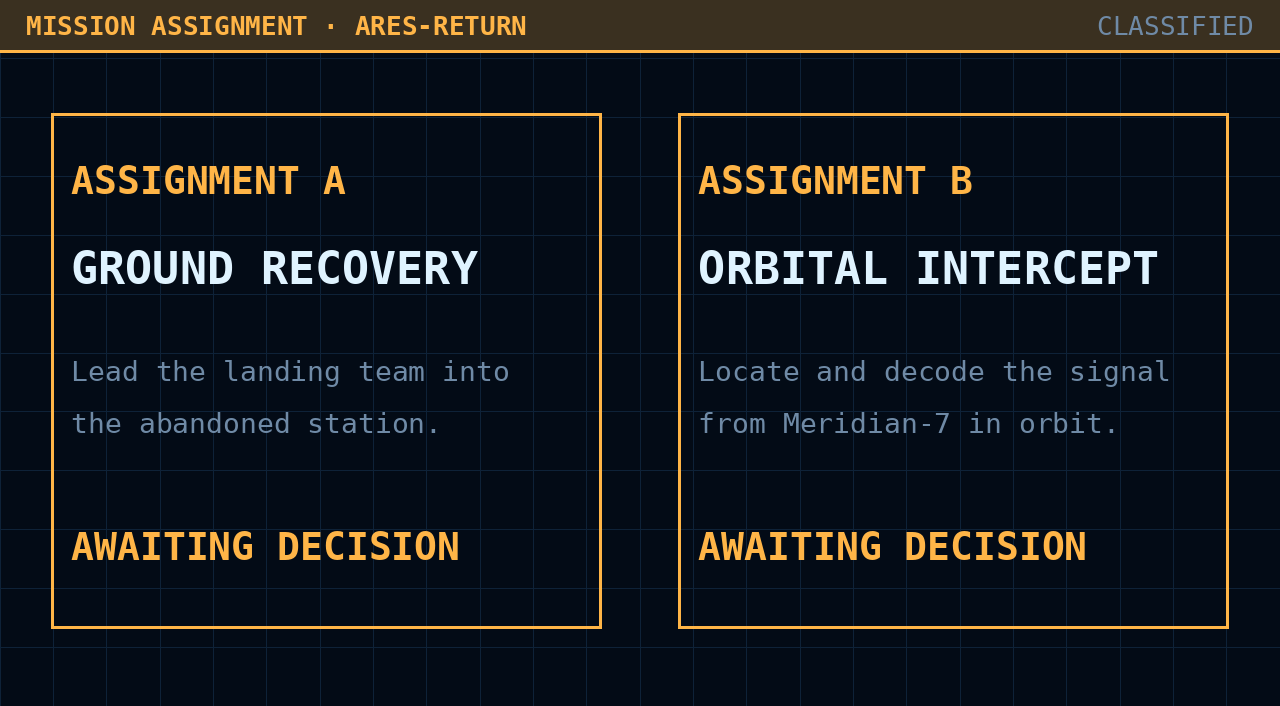 MISSION ASSIGNMENT · ARES-RETURN
CLASSIFIED
ASSIGNMENT A
GROUND RECOVERY
Lead the landing team into
the abandoned station.
AWAITING DECISION
ASSIGNMENT B
ORBITAL INTERCEPT
Locate and decode the signal
from Meridian-7 in orbit.
AWAITING DECISION